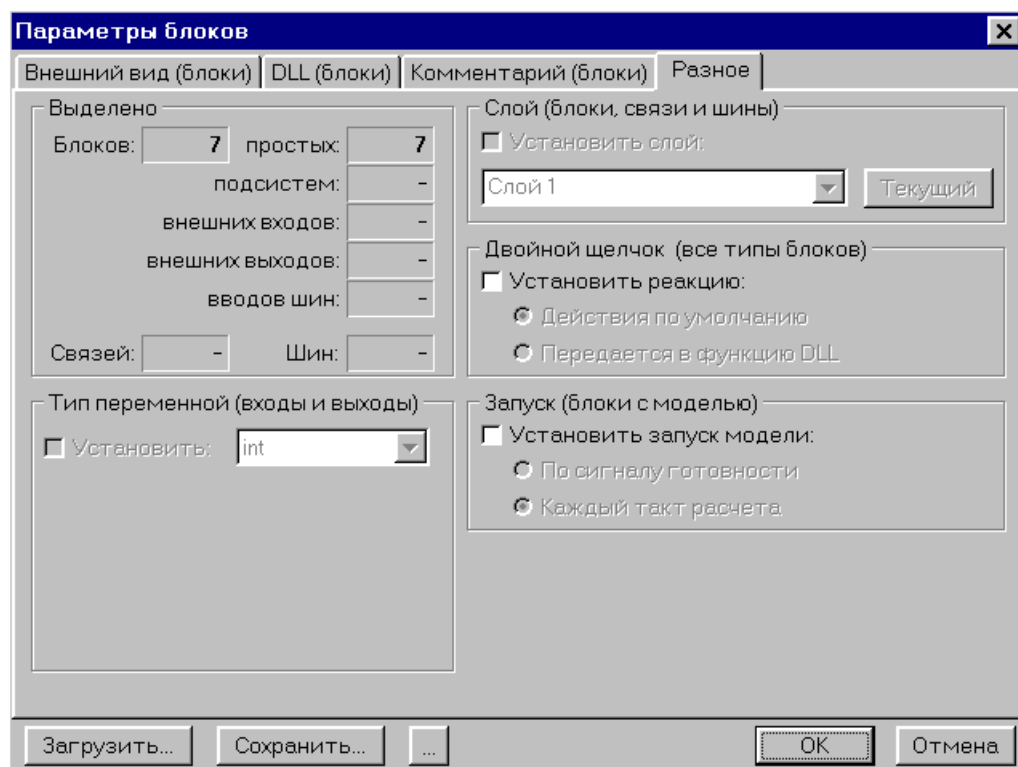 Параметры блоков
Внешний вид (блоки) DLL (блоки) Комментарий (блоки) Разное
Выделено
Блоков: 7 простых: 7
подсистем: -
внешних входов: -
внешних выходов: -
вводов шин: -
Связей: - Шин: -
Тип переменной (входы и выходы)
Установить: int
Слой (блоки, связи и шины)
Установить слой:
Слой 1 Текущий
Двойной щелчок (все типы блоков)
Установить реакцию:
Действия по умолчанию
Передается в функцию DLL
Запуск (блоки с моделью)
Установить запуск модели:
По сигналу готовности
Каждый такт расчета
Загрузить... Сохранить... ... OK Отмена